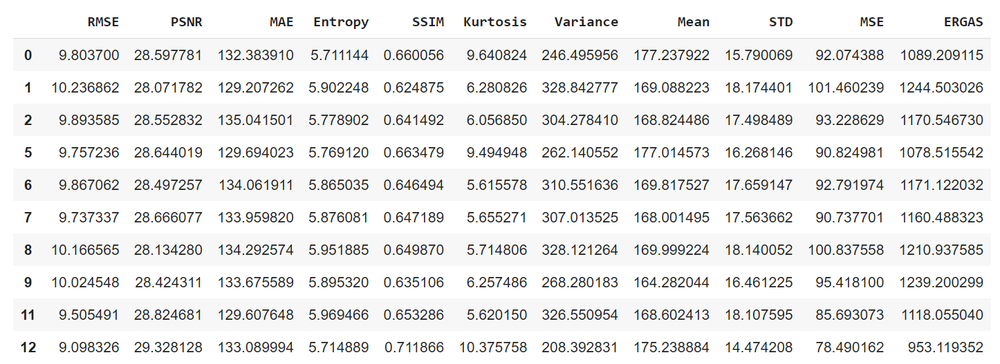 RMSE PSNR MAE Entropy SSIM Kurtosis Variance Mean STD MSE ERGAS
0 9.803700 28.597781 132.383910 5.711144 0.660056 9.640824 246.495956 177.237922 15.790069 92.074388 1089.209115
1 10.236862 28.071782 129.207262 5.902248 0.624875 6.280826 328.842777 169.088223 18.174401 101.460239 1244.503026
2 9.893585 28.552832 135.041501 5.778902 0.641492 6.056850 304.278410 168.824486 17.498489 93.228629 1170.546730
5 9.757236 28.644019 129.694023 5.769120 0.663479 9.494948 262.140552 177.014573 16.268146 90.824981 1078.515542
6 9.867062 28.497257 134.061911 5.865035 0.646494 5.615578 310.551636 169.817527 17.659147 92.791974 1171.122032
7 9.737337 28.666077 133.959820 5.876081 0.647189 5.655271 307.013525 168.001495 17.563662 90.737701 1160.488323
8 10.166565 28.134280 134.292574 5.951885 0.649870 5.714806 328.121264 169.999224 18.140052 100.837558 1210.937585
9 10.024548 28.424311 133.675589 5.895320 0.635106 6.257486 268.280183 164.282044 16.461225 95.418100 1239.200299
11 9.505491 28.824681 129.607648 5.969466 0.653286 5.620150 326.550954 168.602413 18.107595 85.693073 1118.055040
12 9.098326 29.328128 133.089994 5.714889 0.711866 10.375758 208.392831 175.238884 14.474208 78.490162 953.119352